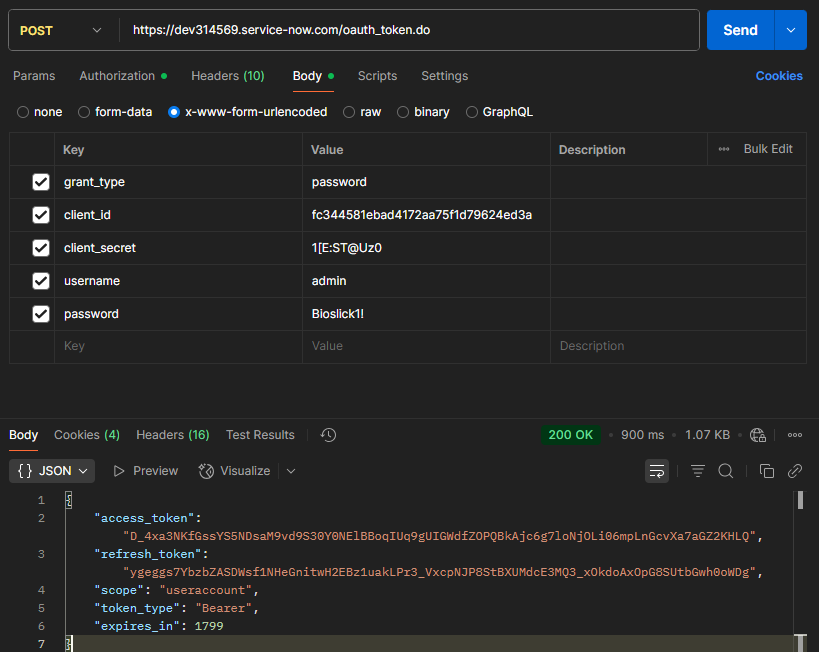 POST https://dev314569.service-now.com/oauth_token.do Send
Params Authorization Headers (10) Body Scripts Settings Cookies
none form-data x-www-form-urlencoded raw binary GraphQL
Key Value Description Bulk Edit
grant_type password
client_id fc344581ebad4172aa75f1d79624ed3a
client_secret 1[E:ST@Uz0
username admin
password Bioslick1!
Key Value Description
Body Cookies (4) Headers (16) Test Results 200 OK • 900 ms • 1.07 KB •
{} JSON Preview Visualize
1 {
2 "access_token":
"D_4xa3NKfGssYS5NDsaM9vd9S30Y0NElBBoqIUq9gUIGWdfZOPQBkAjc6g7loNjOLi06mpLnGcvXa7aGZ2KHLQ",
3 "refresh_token":
"ygeggs7YbzbZASDWsf1NHeGnitwH2EBz1uakLPr3_VxcpNJP8StBXUMdcE3MQ3_xOkdoAxOpG8SUtbGwh0oWDg",
4 "scope": "useraccount",
5 "token_type": "Bearer",
6 "expires_in": 1799
7 }